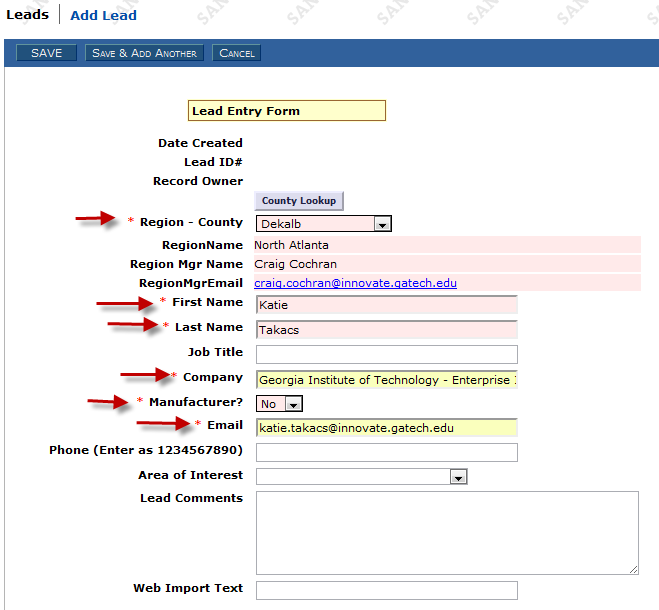 Leads | Add Lead
SAVE SAVE & ADD ANOTHER CANCEL
Lead Entry Form
Date Created
Lead ID#
Record Owner
County Lookup
* Region - County Dekalb
RegionName North Atlanta
Region Mgr Name Craig Cochran
RegionMgrEmail craig.cochran@innovate.gatech.edu
* First Name Katie
* Last Name Takacs
Job Title
* Company Georgia Institute of Technology - Enterprise
* Manufacturer? No
* Email katie.takacs@innovate.gatech.edu
Phone (Enter as 1234567890)
Area of Interest
Lead Comments
Web Import Text